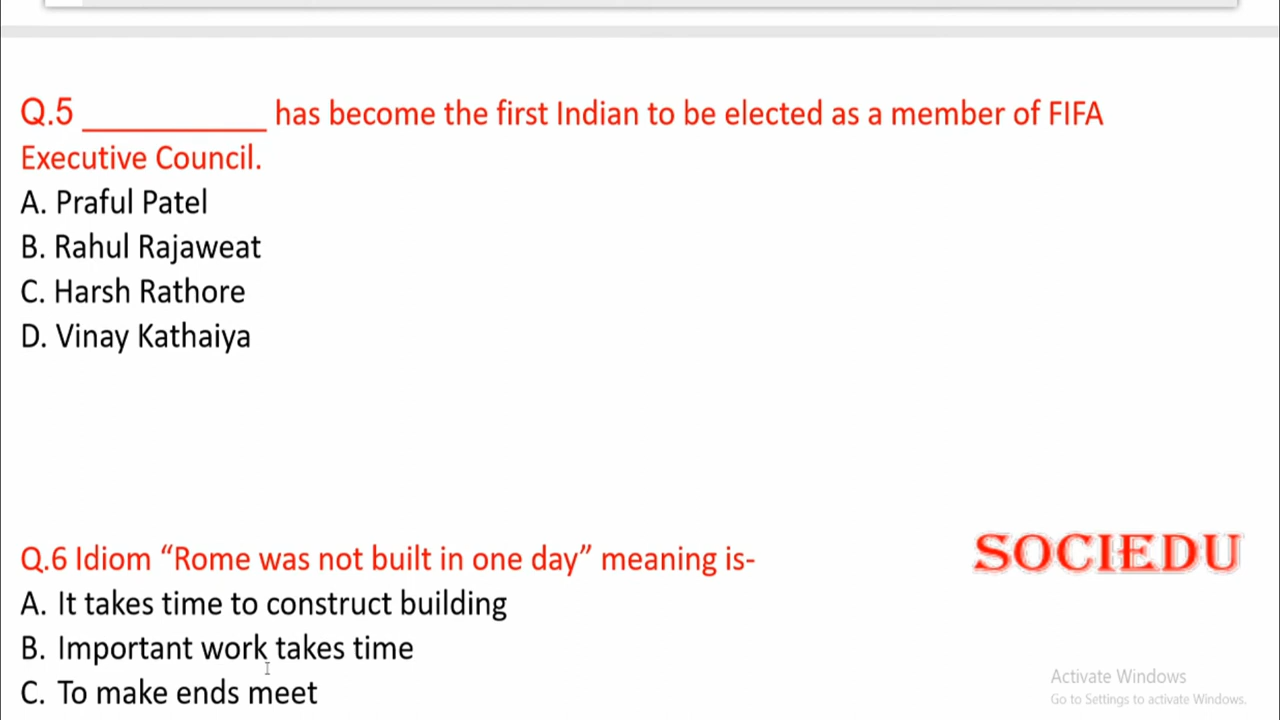 Q.5 ___________ has become the first Indian to be elected as a member of FIFA
Executive Council.
A. Praful Patel
B. Rahul Rajaweat
C. Harsh Rathore
D. Vinay Kathaiya
Q.6 Idiom “Rome was not built in one day” meaning is-
SOCIEDU
A. It takes time to construct building
B. Important work takes time
C. To make ends meet
Activate Windows
Go to Settings to activate Windows.